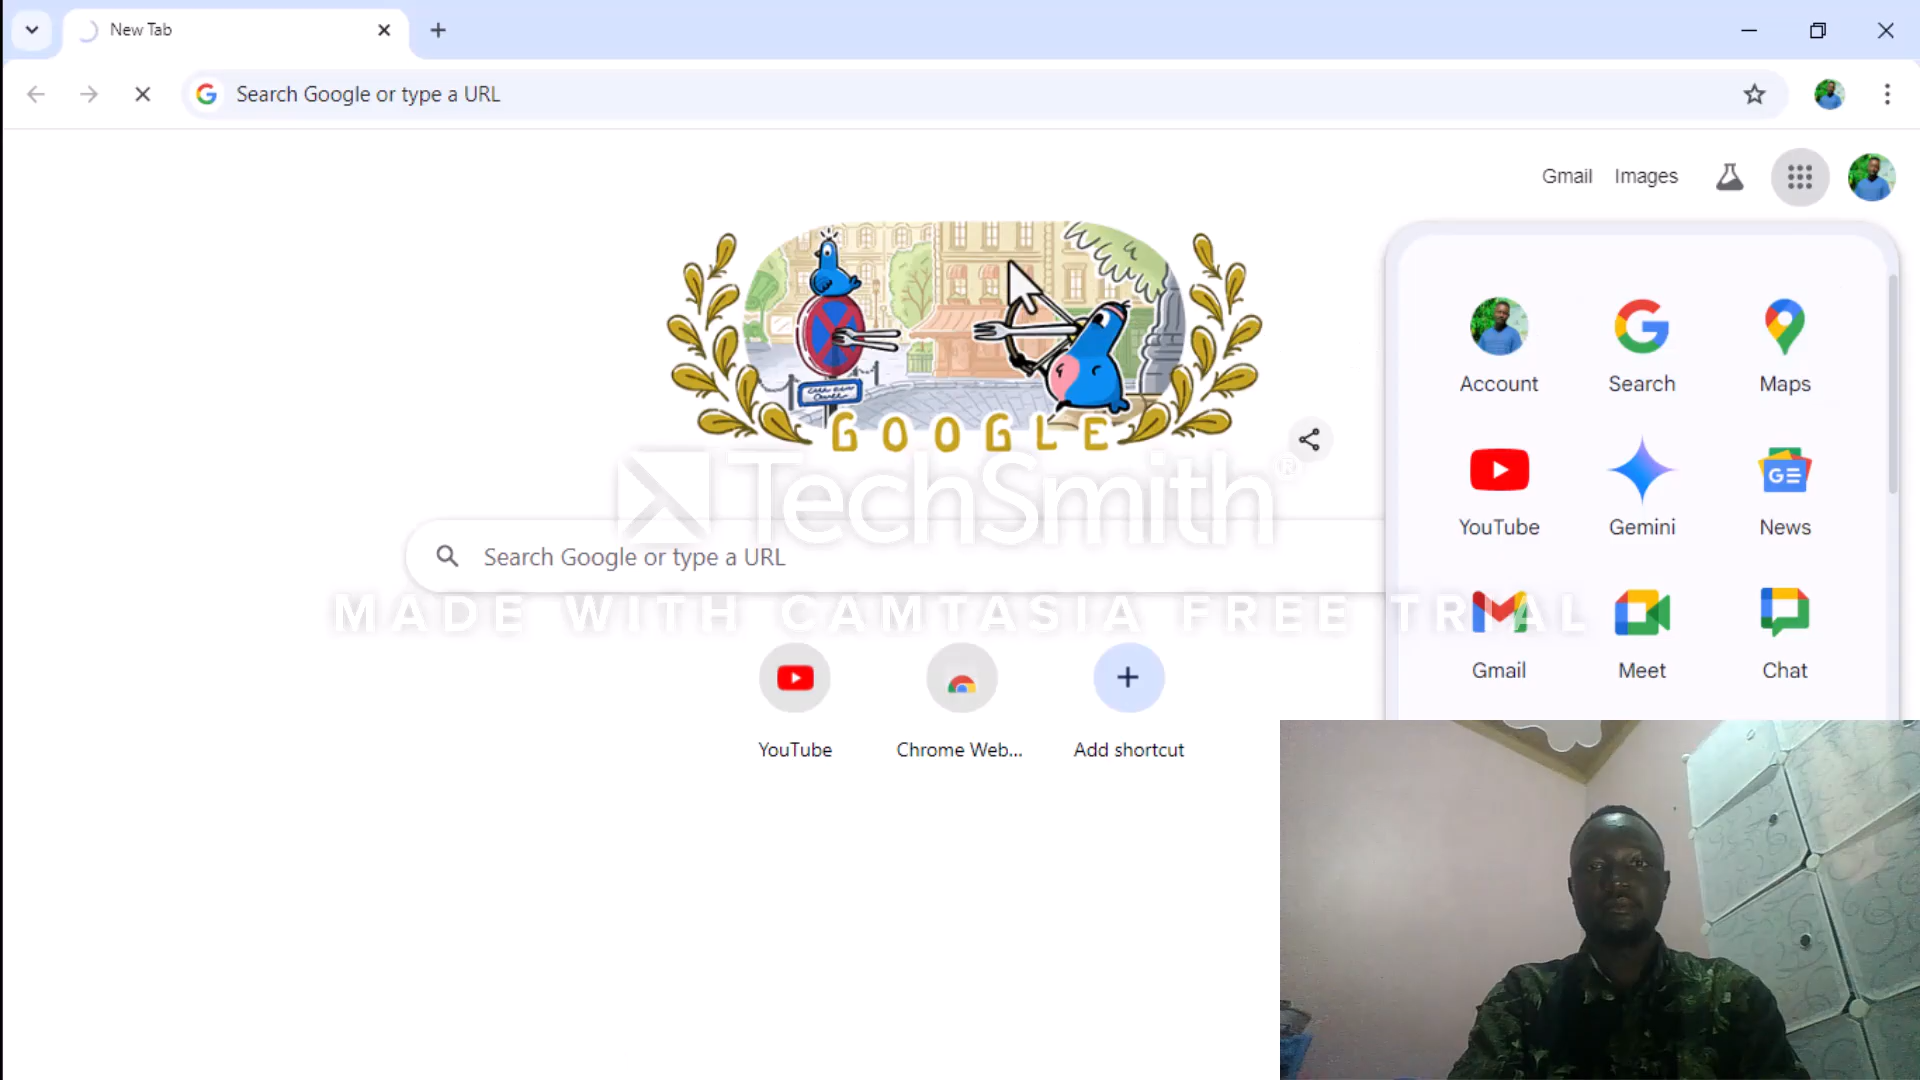 New Tab
Search Google or type a URL
Gmail Images
GOOGLE
Account Search Maps
TechSmith®
YouTube Gemini News
Search Google or type a URL
MADE WITH CAMTASIA FREE TRIAL
Gmail Meet Chat
YouTube Chrome Web... Add shortcut